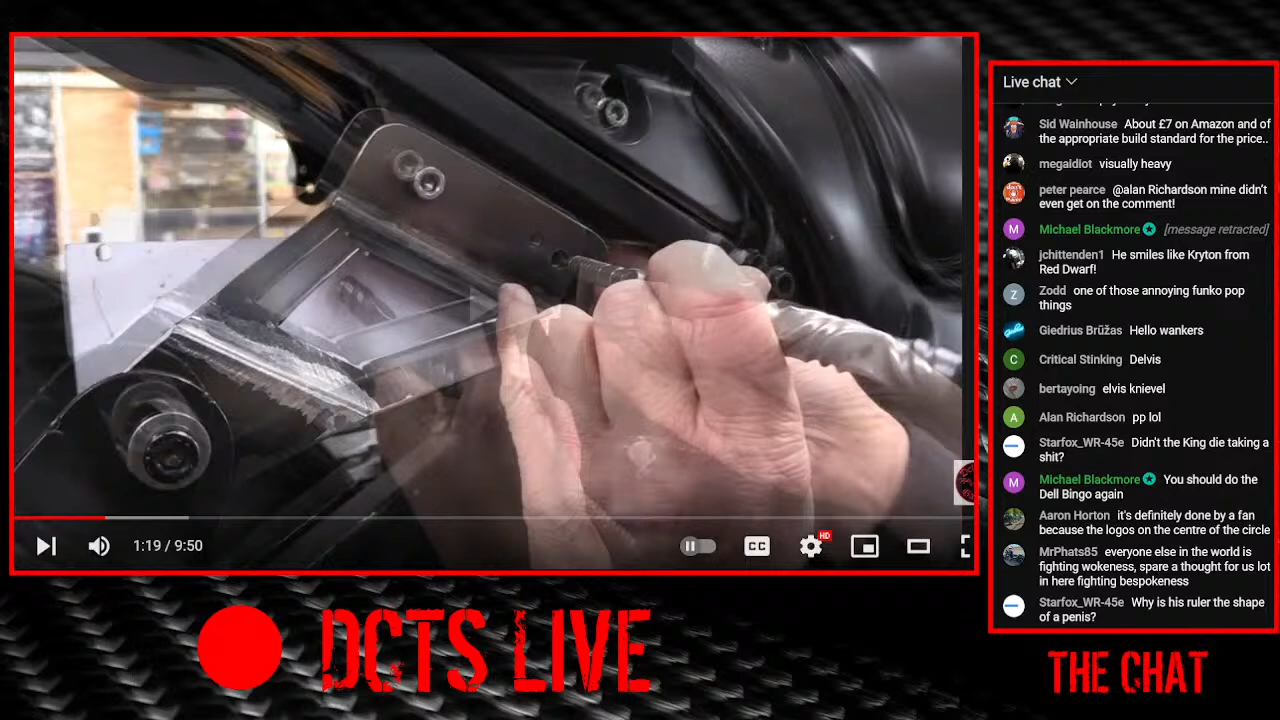 Live chat
Sid Wainhouse About £7 on Amazon and of
the appropriate build standard for the price..
megaIdIot visually heavy
peter pearce @alan Richardson mine didn't
even get on the comment!
M Michael Blackmore [message retracted]
jchittenden1 He smiles like Kryton from
Red Dwarf!
Z Zodd one of those annoying funko pop
things
Giedrius Brūžas Hello wankers
C Critical Stinking Delvis
bertayoing elvis knievel
A Alan Richardson pp lol
Starfox_WR-45e Didn't the King die taking a
shit?
M Michael Blackmore You should do the
Dell Bingo again
Aaron Horton it's definitely done by a fan
because the logos on the centre of the circle
MrPhats85 everyone else in the world is
fighting wokeness, spare a thought for us lot
in here fighting bespokeness
Starfox_WR-45e Why is his ruler the shape
of a penis?
1:19 / 9:50
CC
HD
DCTS LIVE
THE CHAT